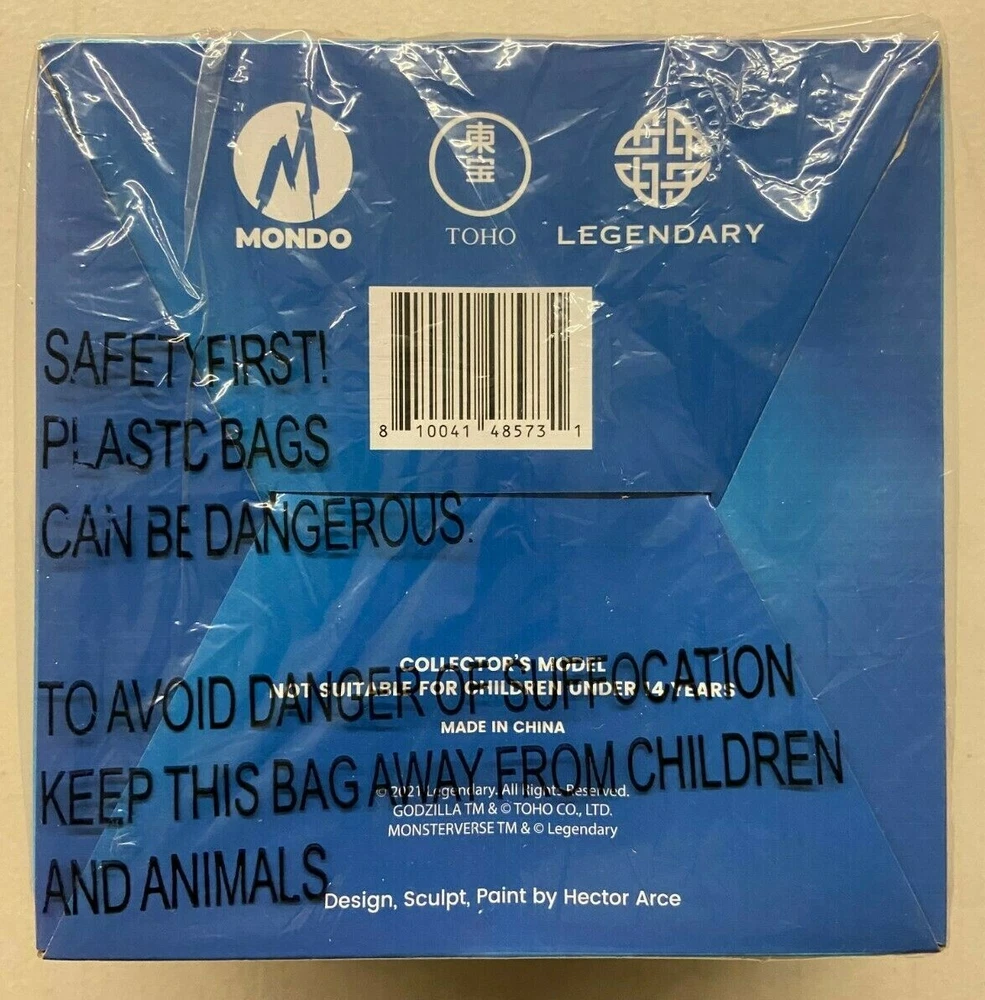 MONDO
東宝
TOHO
LEGENDARY
8 10041 48573 1
SAFETYFIRST!
PLASTC BAGS
CAN BE DANGEROUS.
COLLECTOR'S MODEL
NOT SUITABLE FOR CHILDREN UNDER 14 YEARS
TO AVOID DANGER OF SUFFOCATION
MADE IN CHINA
KEEP THIS BAG AWAY FROM CHILDREN
© 2021 Legendary. All Rights Reserved.
GODZILLA TM & © TOHO CO., LTD.
MONSTERVERSE TM & © Legendary
AND ANIMALS
Design, Sculpt, Paint by Hector Arce